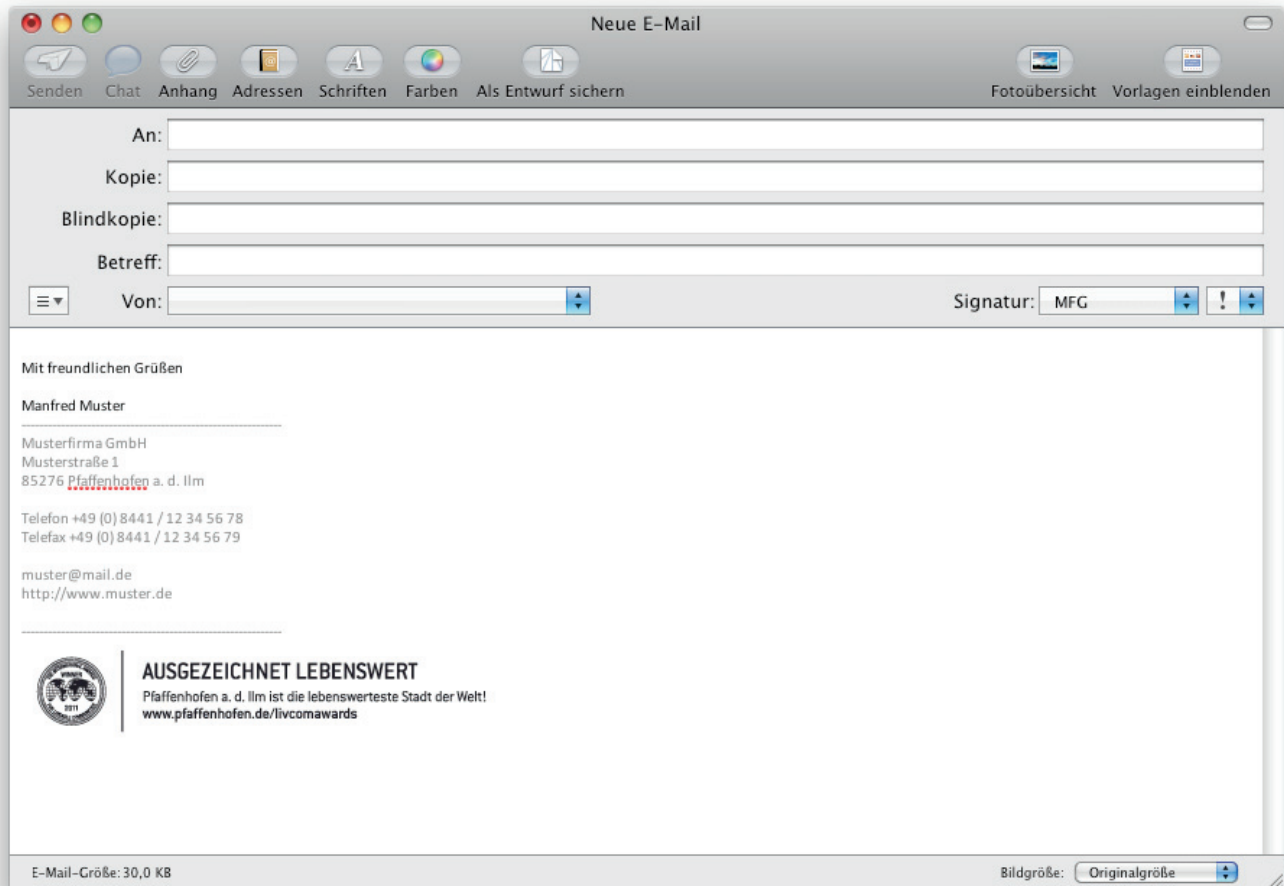 Neue E-Mail
Senden Chat Anhang Adressen Schriften Farben Als Entwurf sichern Fotoübersicht Vorlagen einblenden
An:
Kopie:
Blindkopie:
Betreff:
Von: Signatur: MFG !
Mit freundlichen Grüßen
Manfred Muster
Musterfirma GmbH
Musterstraße 1
85276 Pfaffenhofen a. d. Ilm
Telefon +49 (0) 8441 / 12 34 56 78
Telefax +49 (0) 8441 / 12 34 56 79
muster@mail.de
http://www.muster.de
WINNER
2011
AUSGEZEICHNET LEBENSWERT
Pfaffenhofen a. d. Ilm ist die lebenswerteste Stadt der Welt!
www.pfaffenhofen.de/livcomawards
E-Mail-Größe: 30,0 KB Bildgröße: Originalgröße